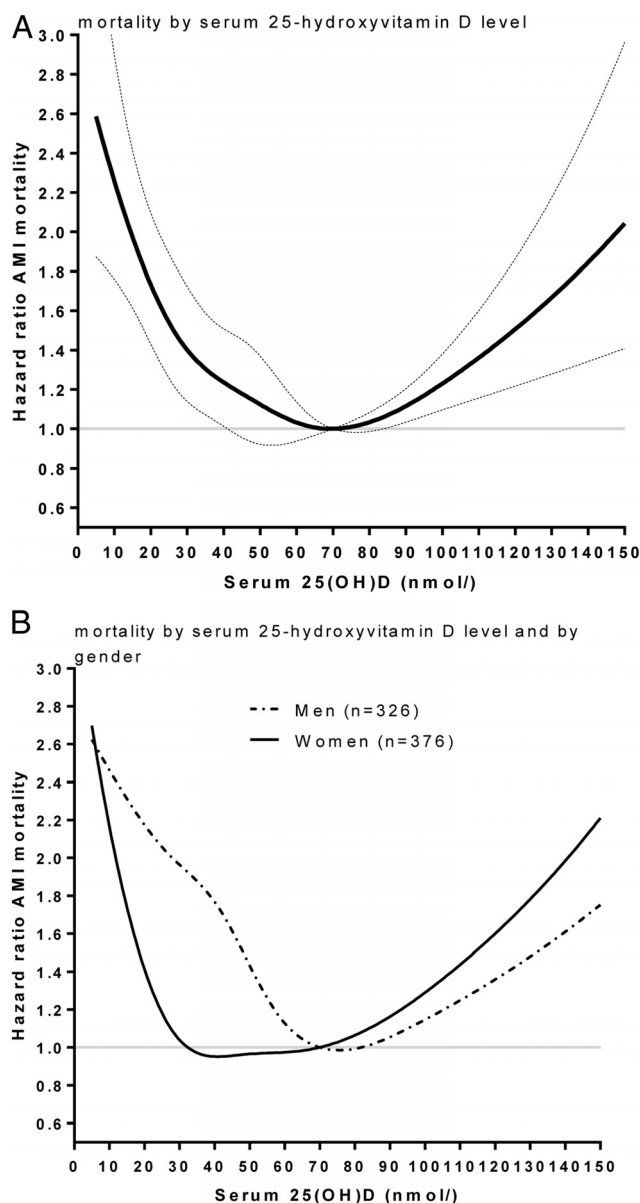 A
mortality by serum 25-hydroxyvitamin D level
3.0
2.8
2.6
2.4
2.2
2.0
1.8
1.6
1.4
1.2
1.0
0.8
0.6
Hazard ratio AMI mortality
0 10 20 30 40 50 60 70 80 90 100 110 120 130 140 150
Serum 25(OH)D (nmol/)
B
mortality by serum 25-hydroxyvitamin D level and by
gender
3.0
2.8
2.6
2.4
2.2
2.0
1.8
1.6
1.4
1.2
1.0
0.8
0.6
Hazard ratio AMI mortality
Men (n=326)
Women (n=376)
0 10 20 30 40 50 60 70 80 90 100 110 120 130 140 150
Serum 25(OH)D (nmol/)